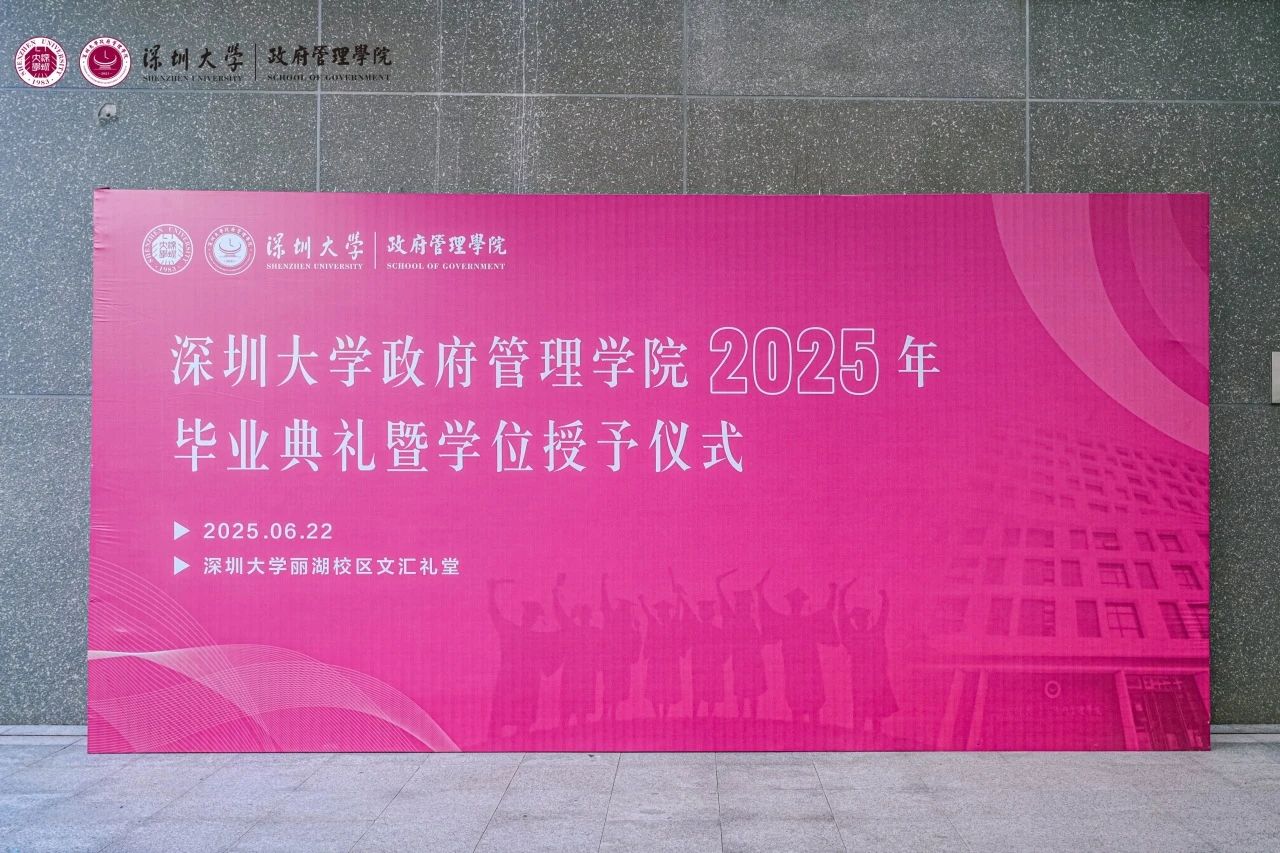 深圳大学 政府管理學院
SHENZHEN UNIVERSITY SCHOOL OF GOVERNMENT
深圳大学 政府管理學院
SHENZHEN UNIVERSITY SCHOOL OF GOVERNMENT
深圳大学政府管理学院 2025 年
毕业典礼暨学位授予仪式
2025.06.22
深圳大学丽湖校区文汇礼堂